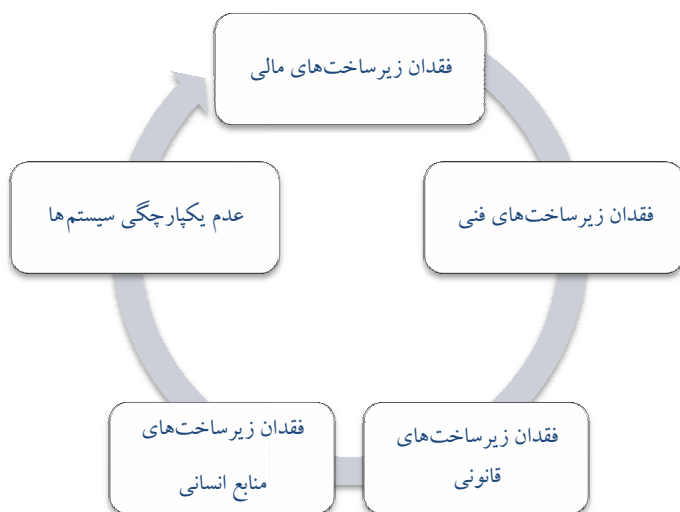 فقدان زیرساخت‌های مالی
فقدان زیرساخت‌های فنی
فقدان زیرساخت‌های
قانونی
فقدان زیرساخت‌های
منابع انسانی
عدم یکپارچگی سیستم‌ها